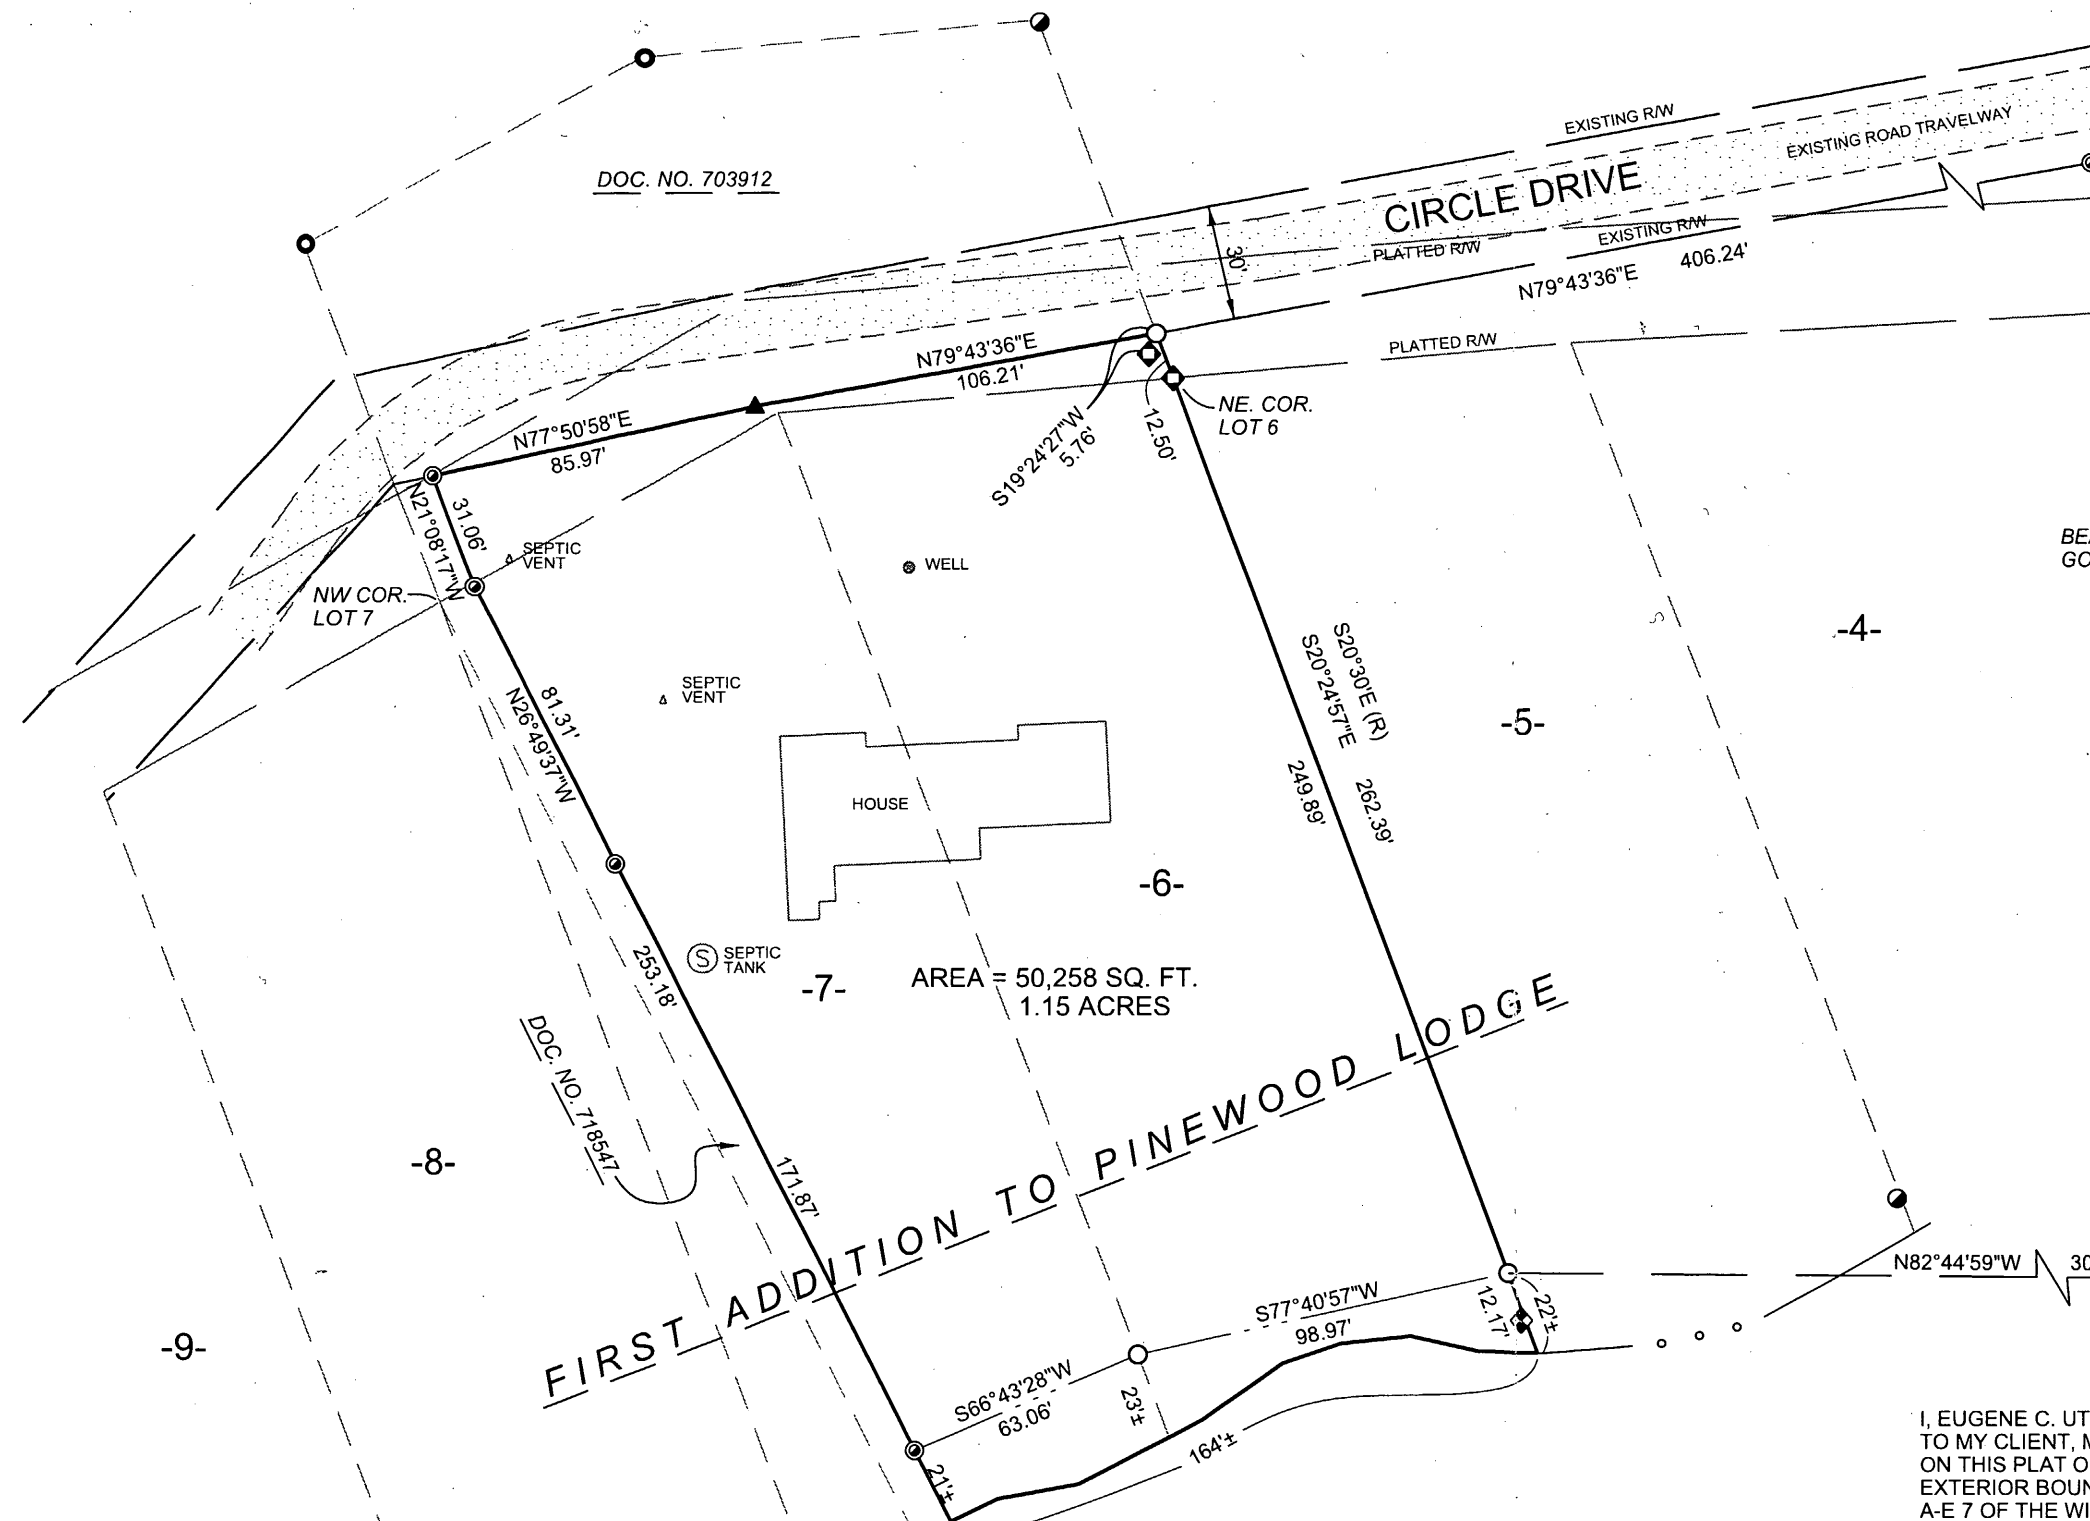 EXISTING R/W
EXISTING ROAD TRAVELWAY
DOC. NO. 703912
CIRCLE DRIVE
EXISTING R/W
PLATTED R/W
30'
406.24'
N79°43'36"E
PLATTED R/W
N79°43'36"E
106.21'
NE. COR.
LOT 6
12.50'
S19°24'27"W
5.76'
N77°50'58"E
85.97'
31.06'
N21°08'17"W
SEPTIC
VENT
WELL
NW COR.
LOT 7
BEA
GO
-4-
S20°30'E (R)
S20°24'57"E
262.39'
249.89'
SEPTIC
VENT
81.31'
N26°49'37"W
-5-
HOUSE
-6-
SEPTIC
TANK
S
253.18'
-7-
AREA = 50,258 SQ. FT.
1.15 ACRES
DOC. NO. 718547
-8-
171.87'
FIRST ADDITION TO PINEWOOD LODGE
N82°44'59"W
30
S77°40'57"W
98.97'
12.17'
22'±
-9-
S66°43'28"W
63.06'
23'±
164'±
21'±
I, EUGENE C. UT
TO MY CLIENT, M
ON THIS PLAT O
EXTERIOR BOUN
A-E 7 OF THE WI